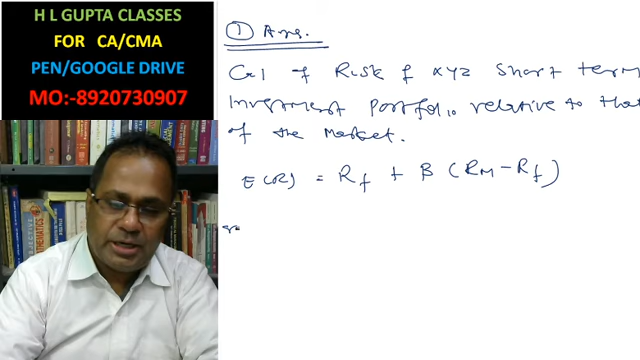 H L GUPTA CLASSES
FOR CA/CMA
PEN/GOOGLE DRIVE
MO:-8920730907
① Ans.
of Risk of XYZ Short term
Investment Portfolio relative to that
of the Market.
E(R) = Rf + B (RM - Rf)